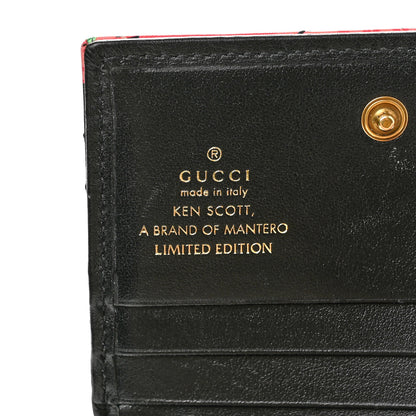 ®
GUCCI
made in italy
KEN SCOTT,
A BRAND OF MANTERO
LIMITED EDITION